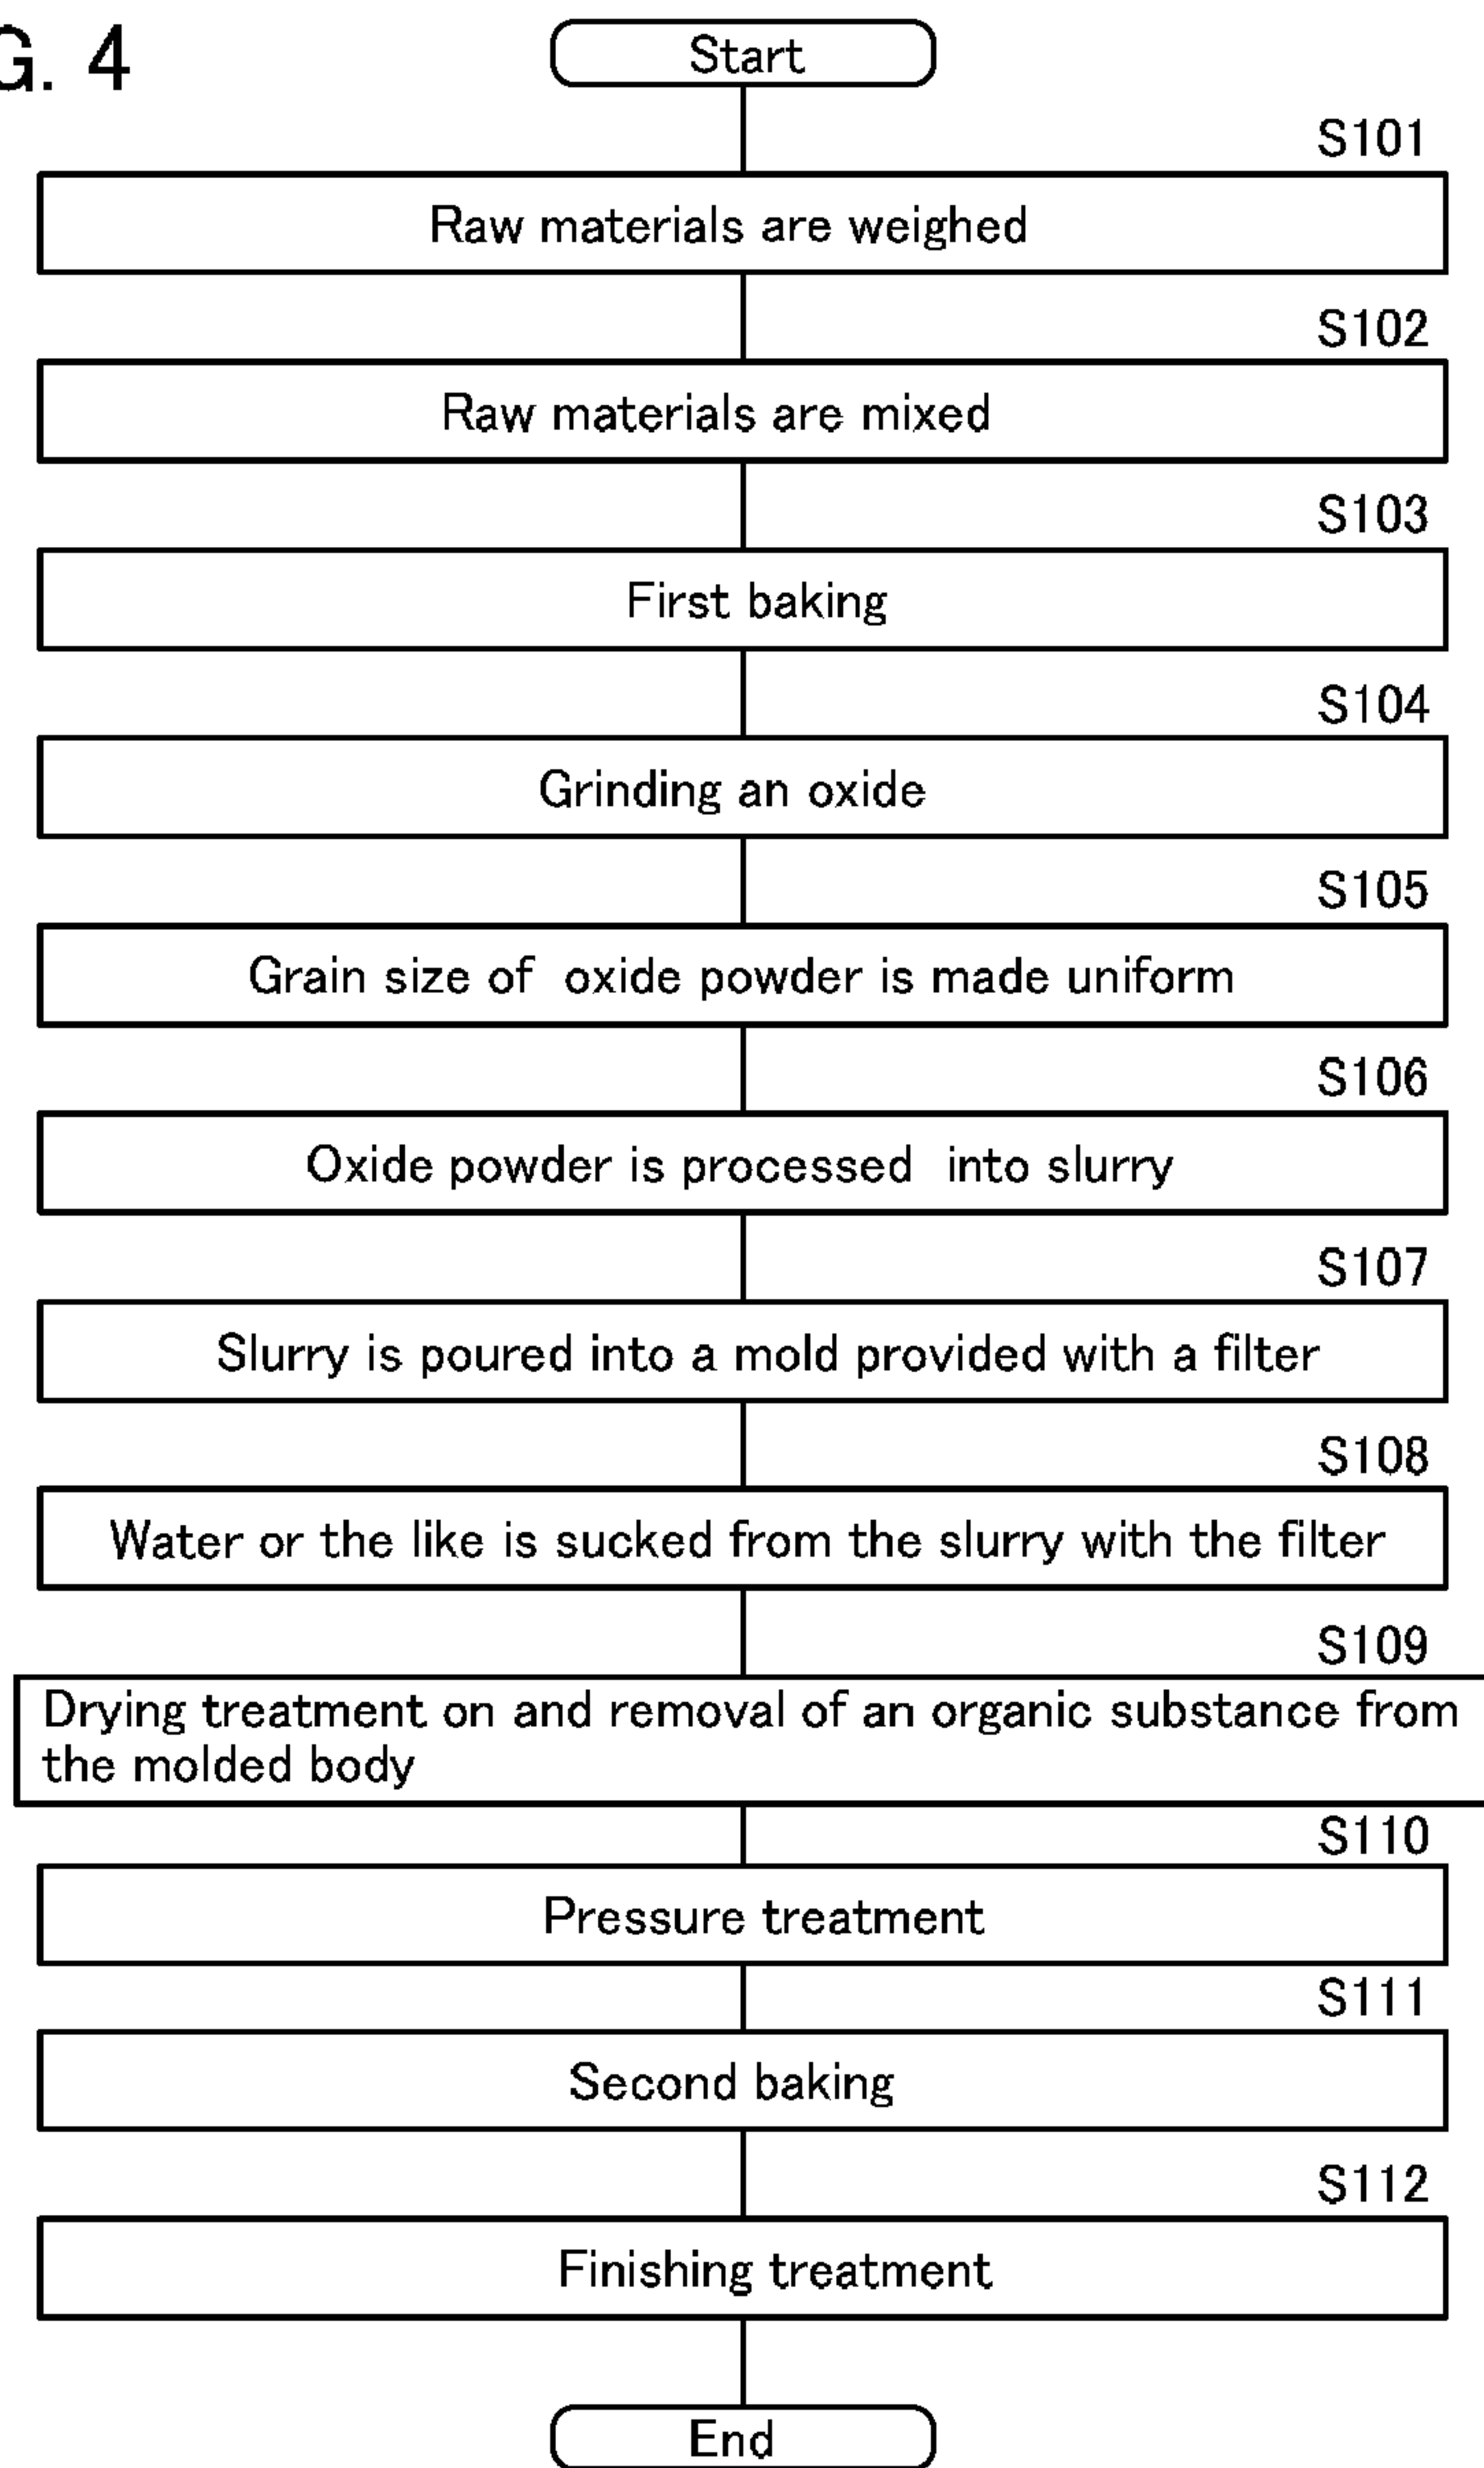 G. 4
Start
S101
Raw materials are weighed
S102
Raw materials are mixed
S103
First baking
S104
Grinding an oxide
S105
Grain size of oxide powder is made uniform
S106
Oxide powder is processed into slurry
S107
Slurry is poured into a mold provided with a filter
S108
Water or the like is sucked from the slurry with the filter
S109
Drying treatment on and removal of an organic substance from
the molded body
S110
Pressure treatment
S111
Second baking
S112
Finishing treatment
End